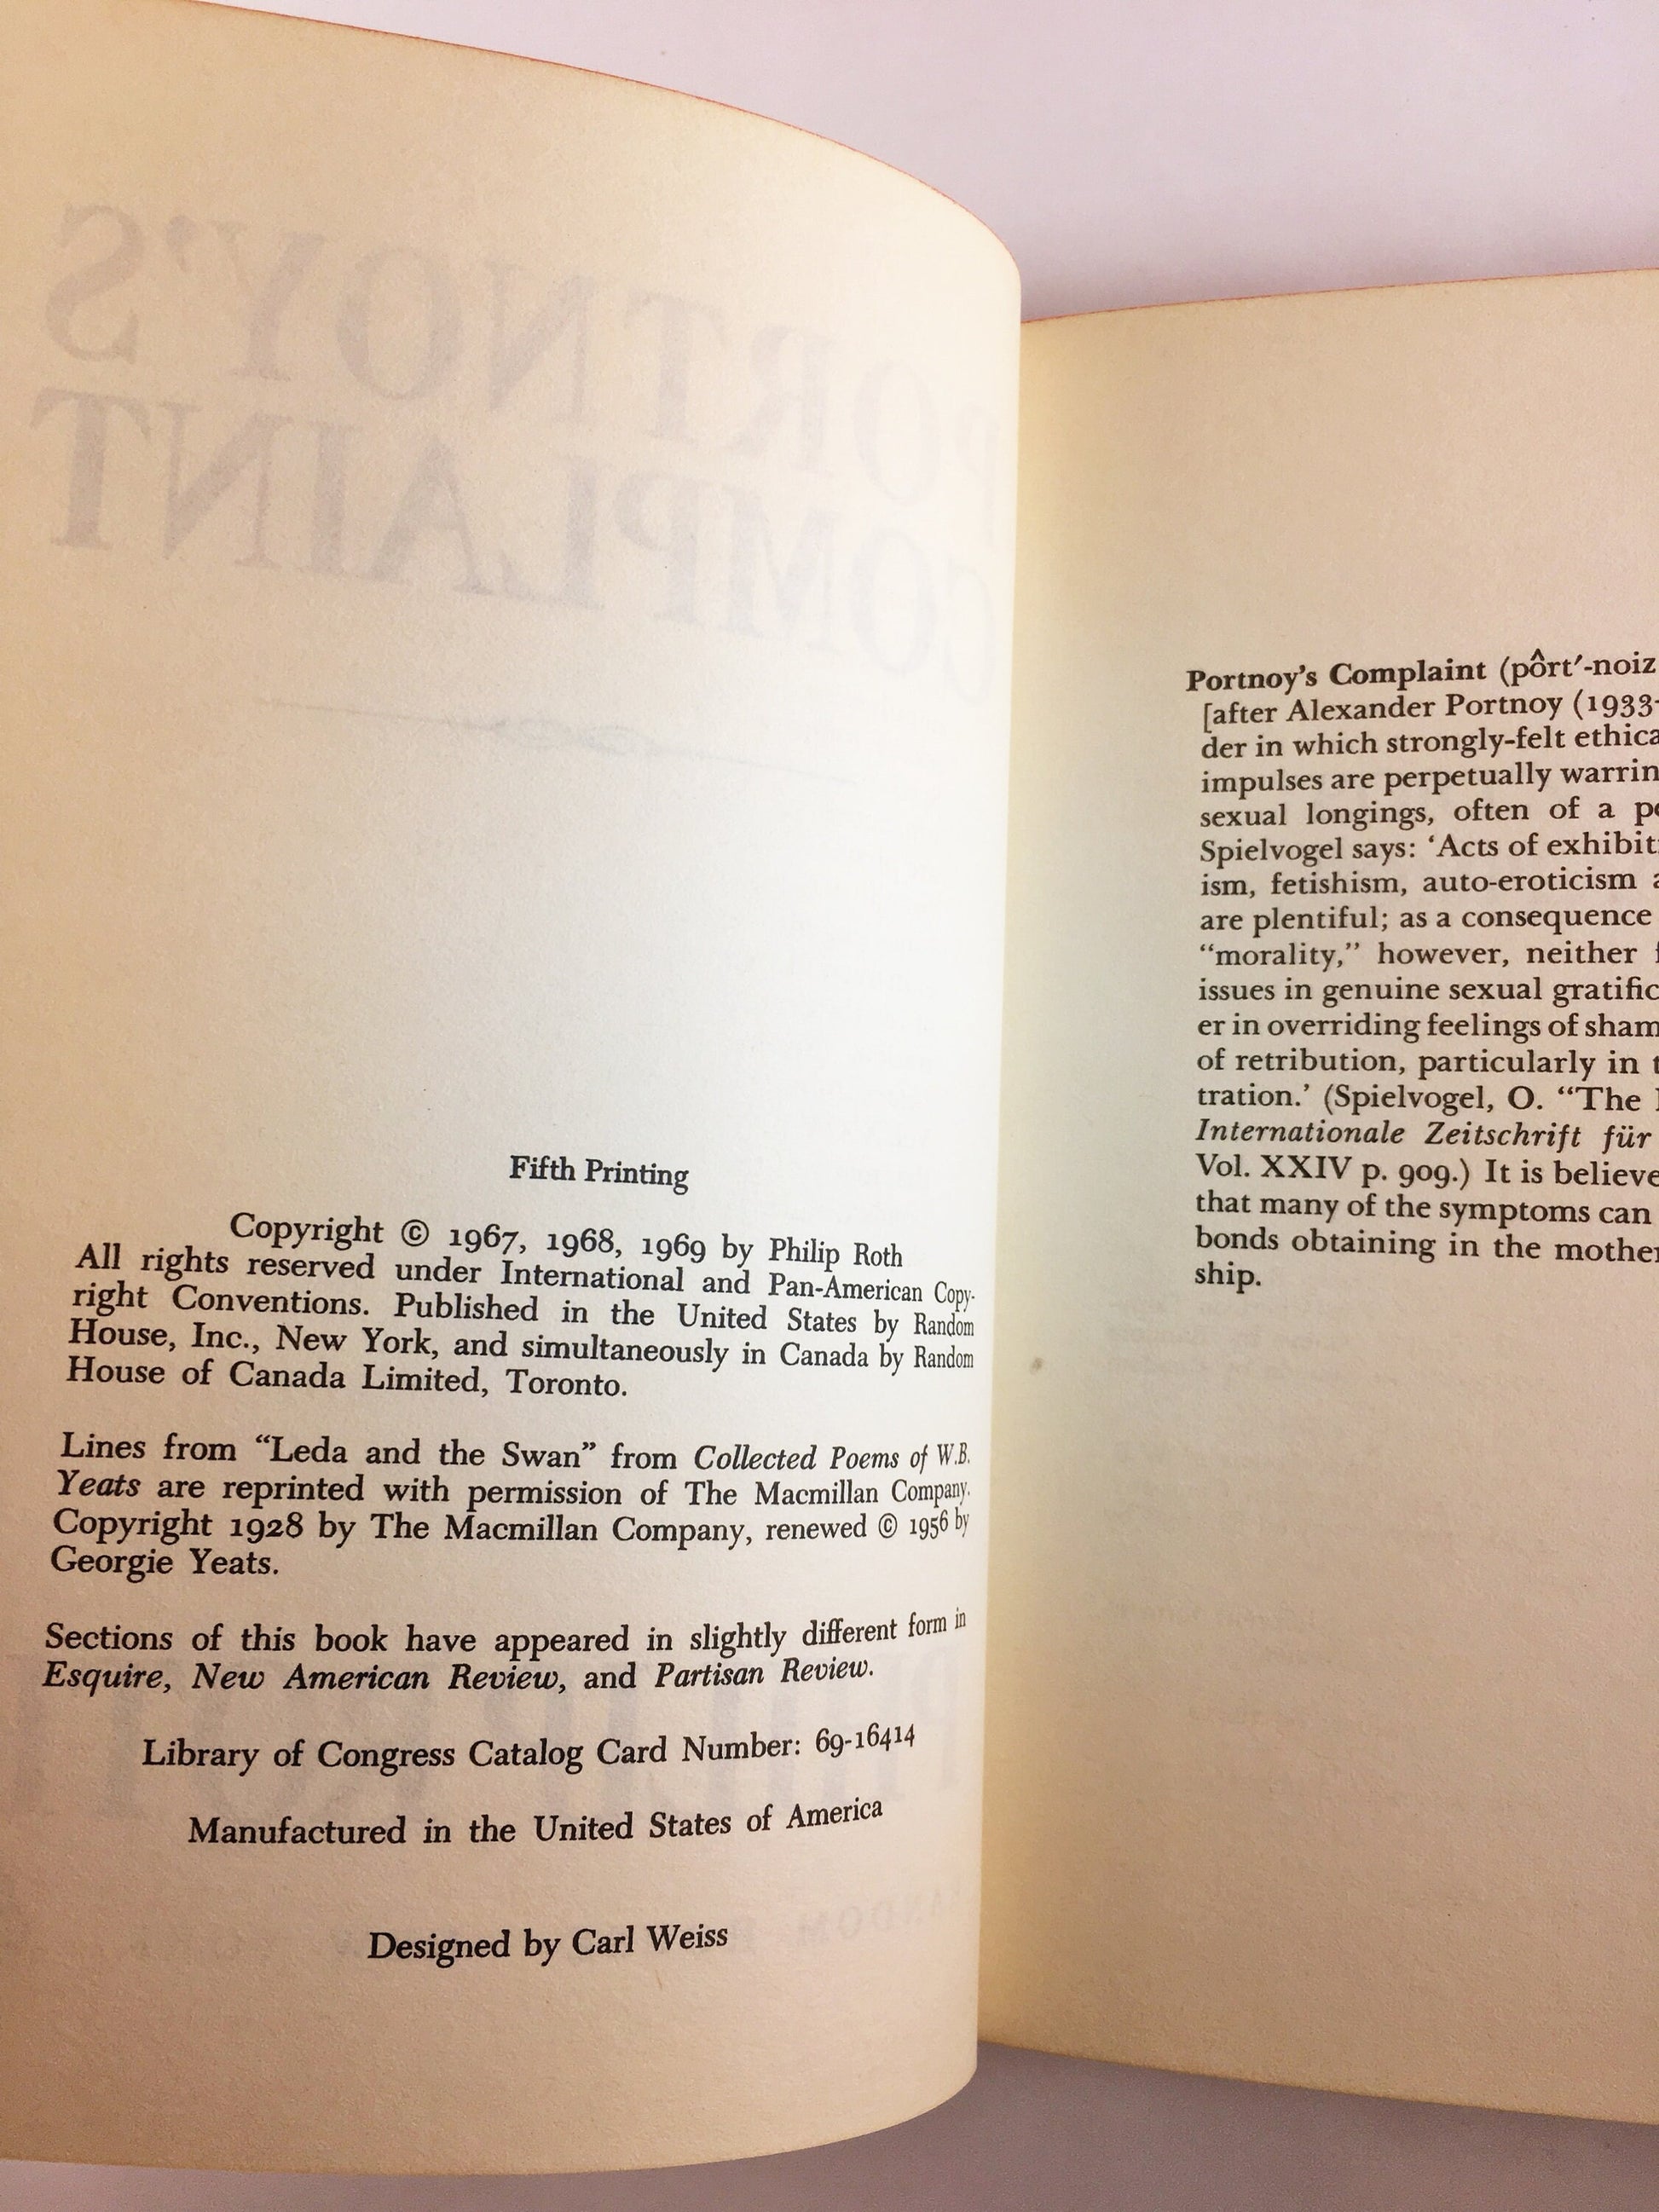 PORTNOY'S
COMPLAINT
Fifth Printing
Copyright © 1967, 1968, 1969 by Philip Roth
All rights reserved under International and Pan-American Copy-
right Conventions. Published in the United States by Random
House, Inc., New York, and simultaneously in Canada by Random
House of Canada Limited, Toronto.
Lines from “Leda and the Swan” from Collected Poems of W.B.
Yeats are reprinted with permission of The Macmillan Company.
Copyright 1928 by The Macmillan Company, renewed © 1956 by
Georgie Yeats.
Sections of this book have appeared in slightly different form in
Esquire, New American Review, and Partisan Review.
Library of Congress Catalog Card Number: 69-16414
Manufactured in the United States of America
Designed by Carl Weiss
Portnoy's Complaint (pôrt′-noiz
[after Alexander Portnoy (1933-
der in which strongly-felt ethica
impulses are perpetually warrin
sexual longings, often of a pe
Spielvogel says: ‘Acts of exhibit
ism, fetishism, auto-eroticism a
are plentiful; as a consequence
“morality,” however, neither f
issues in genuine sexual gratific
er in overriding feelings of sham
of retribution, particularly in t
tration.’ (Spielvogel, O. “The
Internationale Zeitschrift für
Vol. XXIV p. 909.) It is believe
that many of the symptoms can
bonds obtaining in the mother
ship.